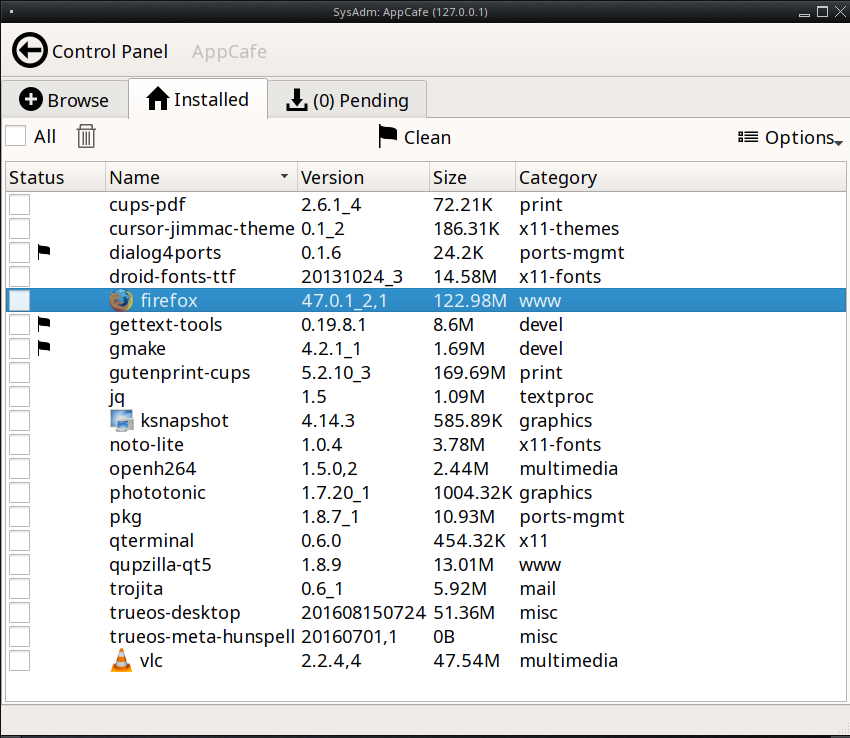 SysAdm: AppCafe (127.0.0.1)
Control Panel AppCafe
Browse Installed (0) Pending
All Clean Options
Status Name Version Size Category
cups-pdf 2.6.1_4 72.21K print
cursor-jimmac-theme 0.1_2 186.31K x11-themes
dialog4ports 0.1.6 24.2K ports-mgmt
droid-fonts-ttf 20131024_3 14.58M x11-fonts
firefox 47.0.1_2,1 122.98M www
gettext-tools 0.19.8.1 8.6M devel
gmake 4.2.1_1 1.69M devel
gutenprint-cups 5.2.10_3 169.69M print
jq 1.5 1.09M textproc
ksnapshot 4.14.3 585.89K graphics
noto-lite 1.0.4 3.78M x11-fonts
openh264 1.5.0,2 2.44M multimedia
phototonic 1.7.20_1 1004.32K graphics
pkg 1.8.7_1 10.93M ports-mgmt
qterminal 0.6.0 454.32K x11
qupzilla-qt5 1.8.9 13.01M www
trojita 0.6_1 5.92M mail
trueos-desktop 201608150724 51.36M misc
trueos-meta-hunspell 20160701,1 0B misc
vlc 2.2.4,4 47.54M multimedia